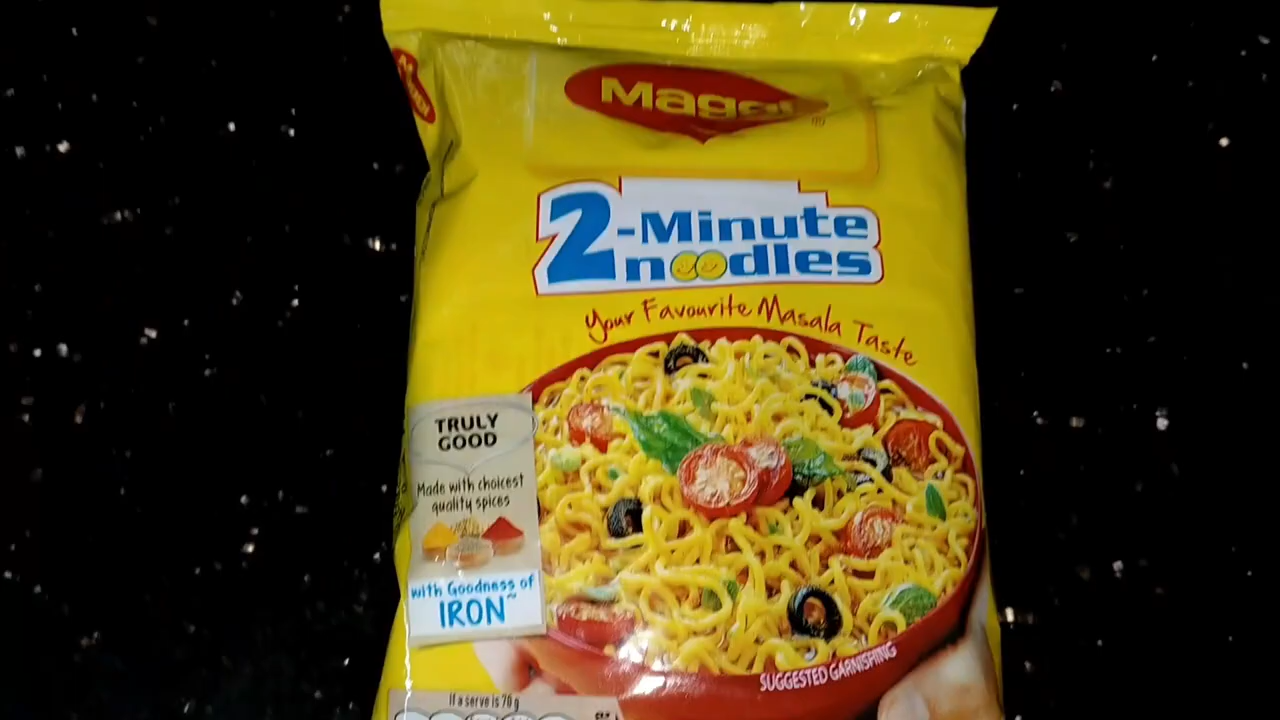 Maggi
2-Minute
noodles
Your Favourite Masala Taste
TRULY
GOOD
Made with choicest
quality spices
with Goodness of
IRON~
SUGGESTED GARNISHING
If a serve is 70g